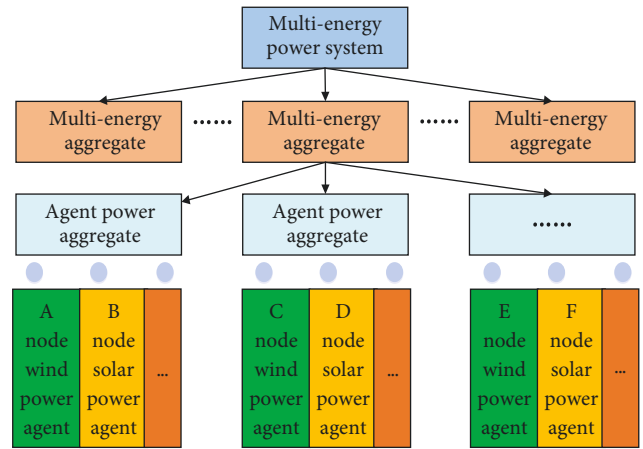 Multi-energy
power system
Multi-energy
aggregate
......
Multi-energy
aggregate
......
Multi-energy
aggregate
Agent power
aggregate
Agent power
aggregate
......
A
node
wind
power
agent
B
node
solar
power
agent
...
C
node
wind
power
agent
D
node
solar
power
agent
...
E
node
wind
power
agent
F
node
solar
power
agent
...